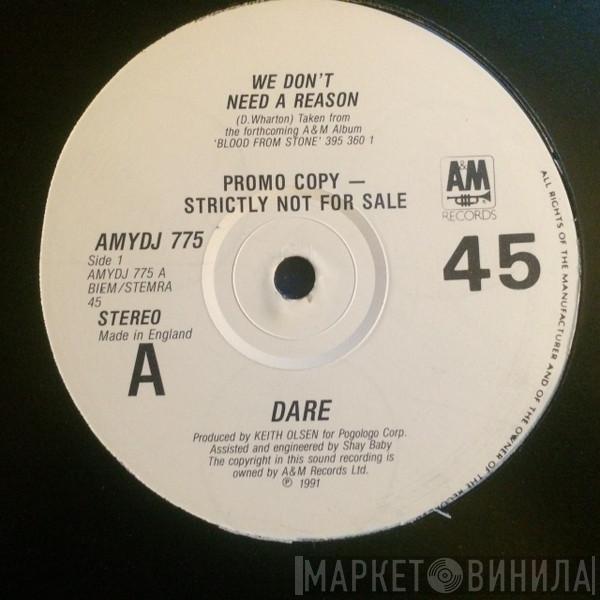 WE DON'T
NEED A REASON
(D.Wharton) Taken from
the forthcoming A&M Album
'BLOOD FROM STONE' 395 360 1
PROMO COPY —
STRICTLY NOT FOR SALE
A&M
RECORDS
AMYDJ 775
Side 1
AMYDJ 775 A
BIEM/STEMRA
45
STEREO
Made in England
A
45
DARE
Produced by KEITH OLSEN for Pogologo Corp.
Assisted and engineered by Shay Baby
The copyright in this sound recording is
owned by A&M Records Ltd.
℗ 1991
ALL RIGHTS OF THE MANUFACTURER AND OF THE OWNER OF THE
МАРКЕТ ВИНИЛА